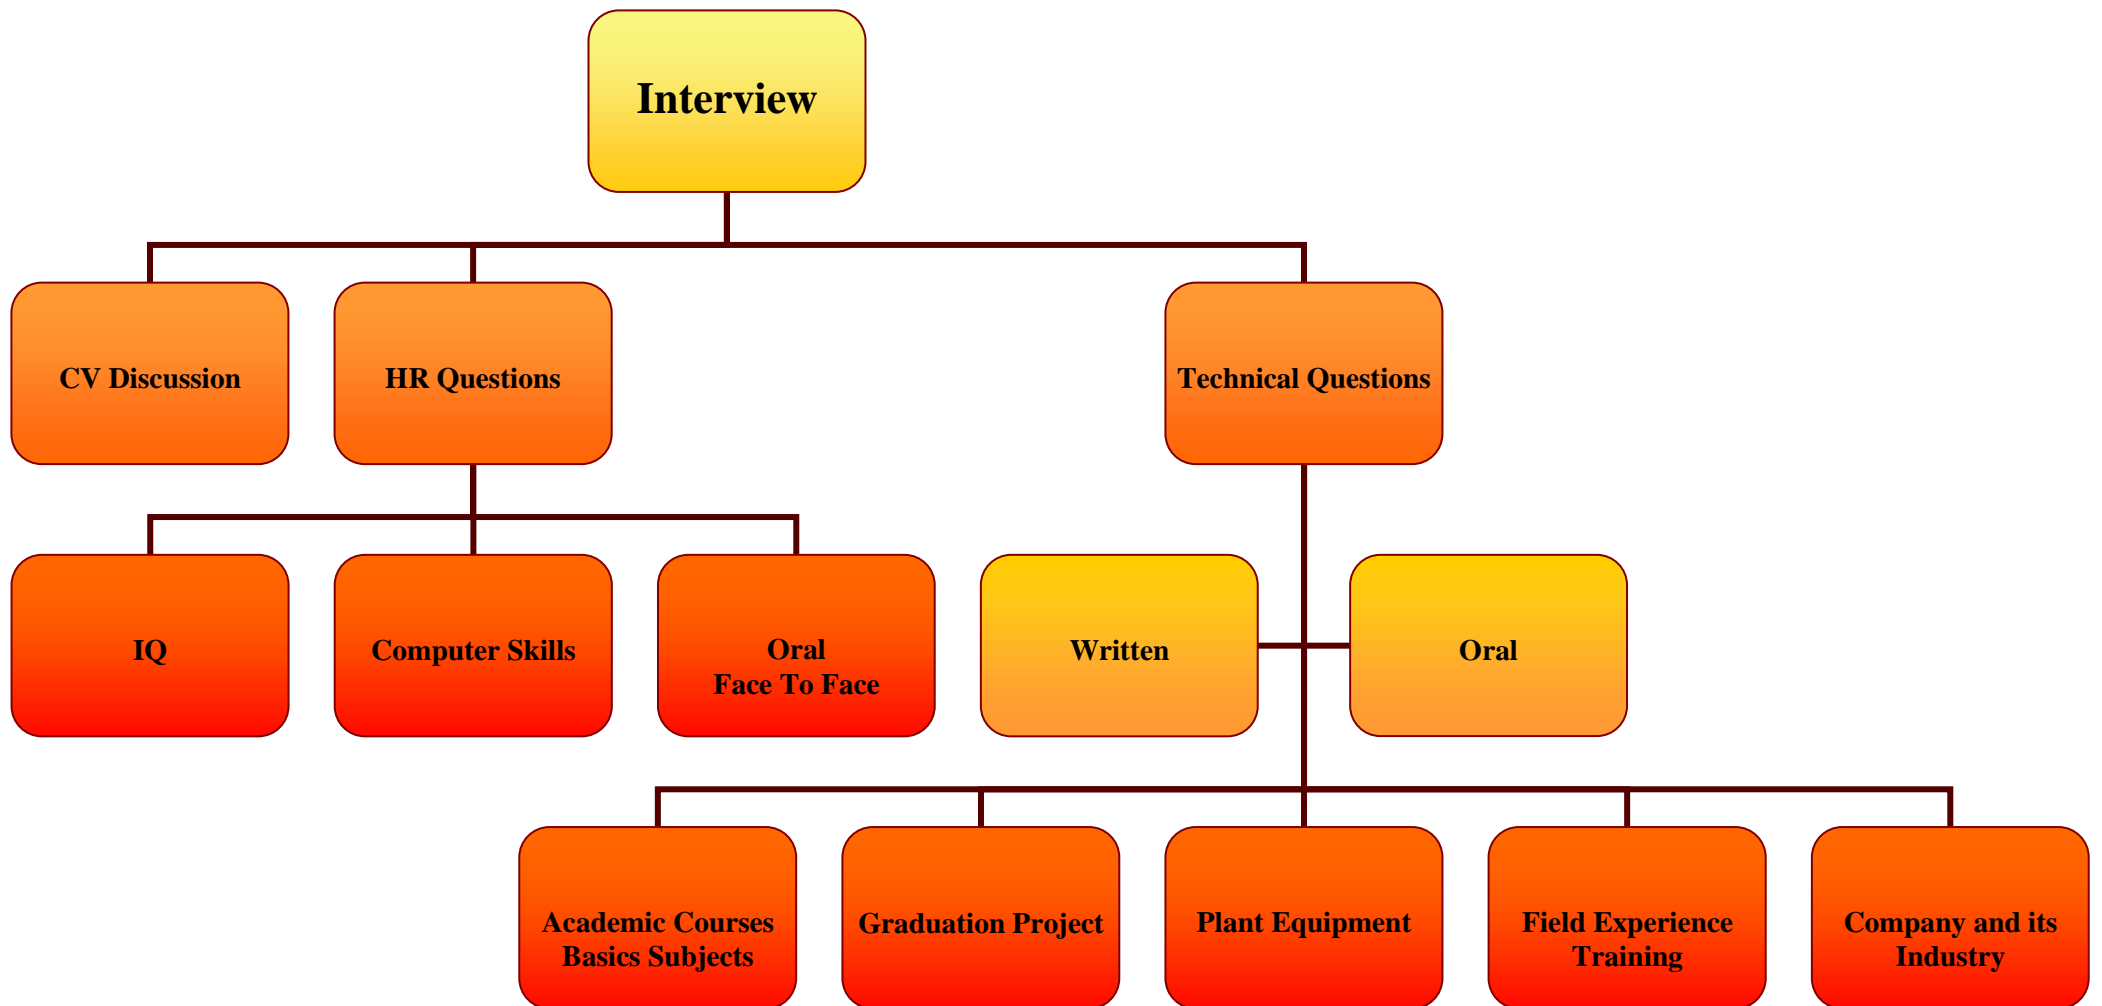 Interview
CV Discussion
HR Questions
Technical Questions
IQ
Computer Skills
Oral
Face To Face
Written
Oral
Academic Courses
Basics Subjects
Graduation Project
Plant Equipment
Field Experience
Training
Company and its
Industry